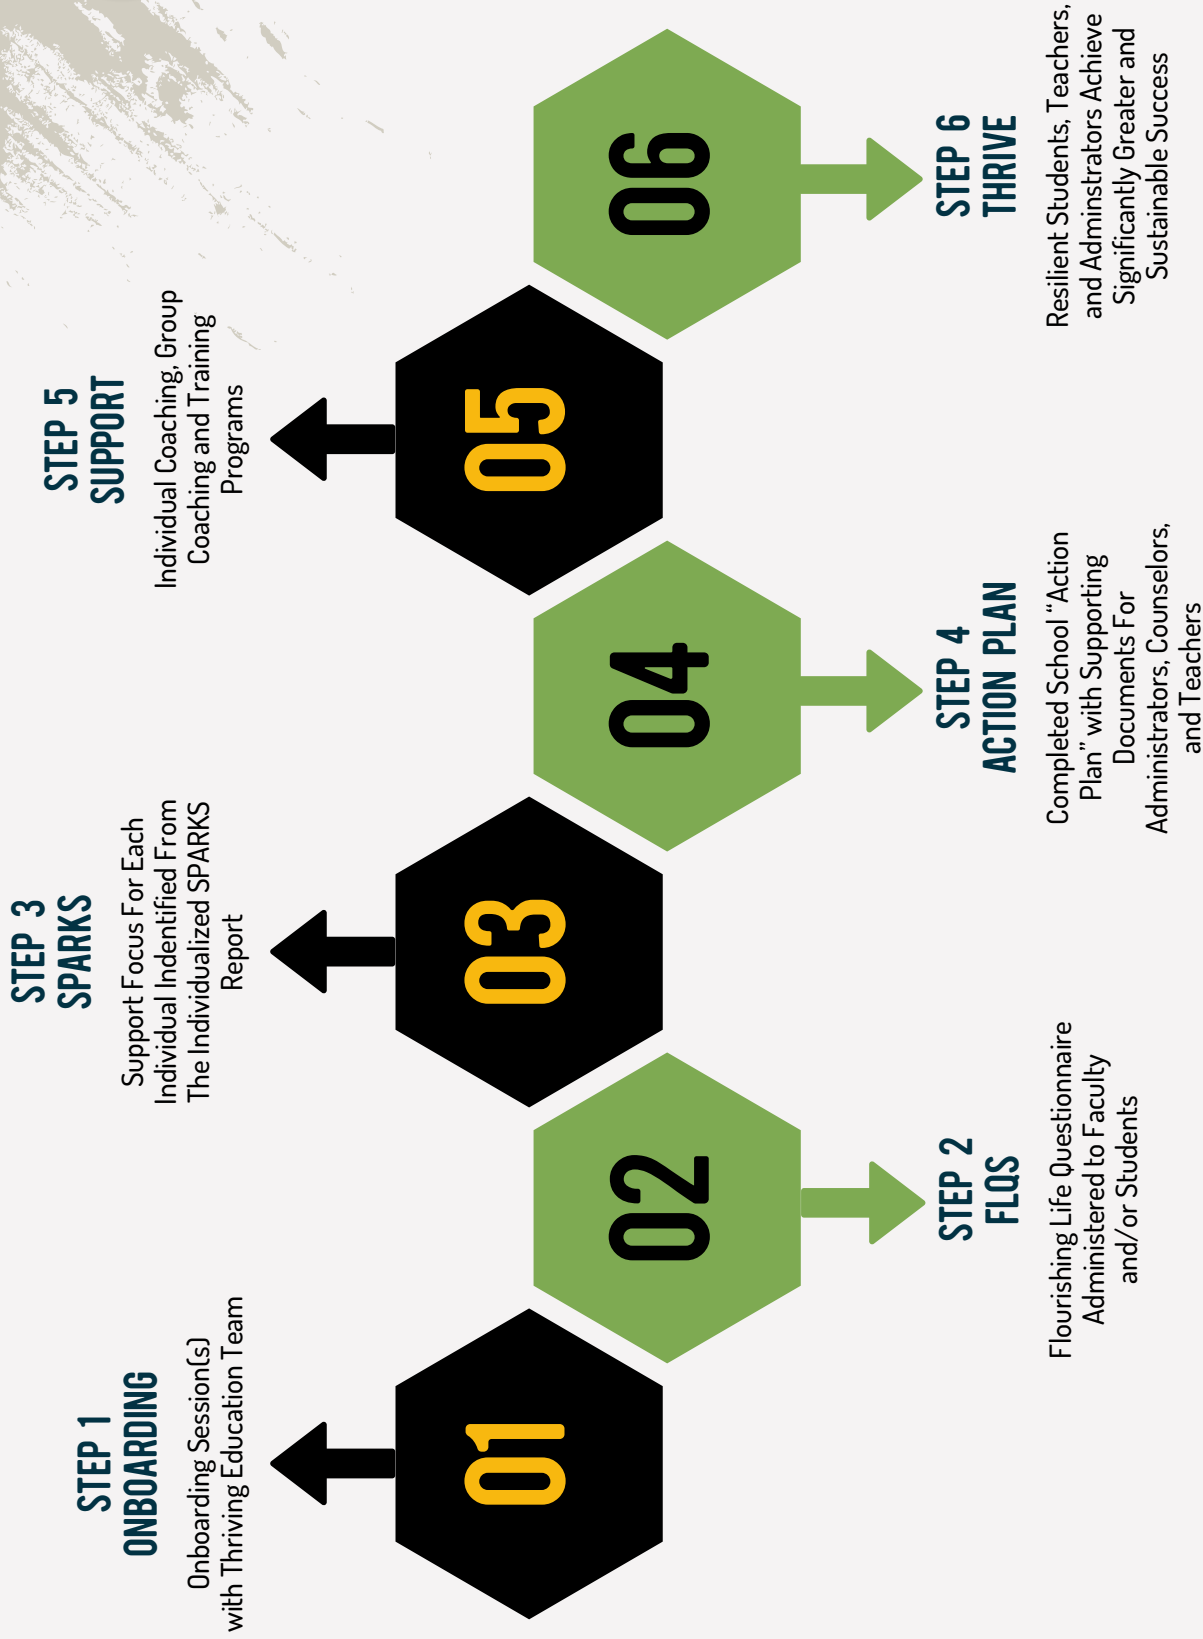 STEP 1
ONBOARDING
Onboarding Session(s)
with Thriving Education Team
01
02
STEP 2
FLQS
Flourishing Life Questionnaire
Administered to Faculty
and/or Students
STEP 3
SPARKS
Support Focus For Each
Individual Indentified From
The Individualized SPARKS
Report
03
04
STEP 4
ACTION PLAN
Completed School “Action
Plan” with Supporting
Documents For
Administrators, Counselors,
and Teachers
STEP 5
SUPPORT
Individual Coaching, Group
Coaching and Training
Programs
05
06
STEP 6
THRIVE
Resilient Students, Teachers,
and Adminstrators Achieve
Significantly Greater and
Sustainable Success